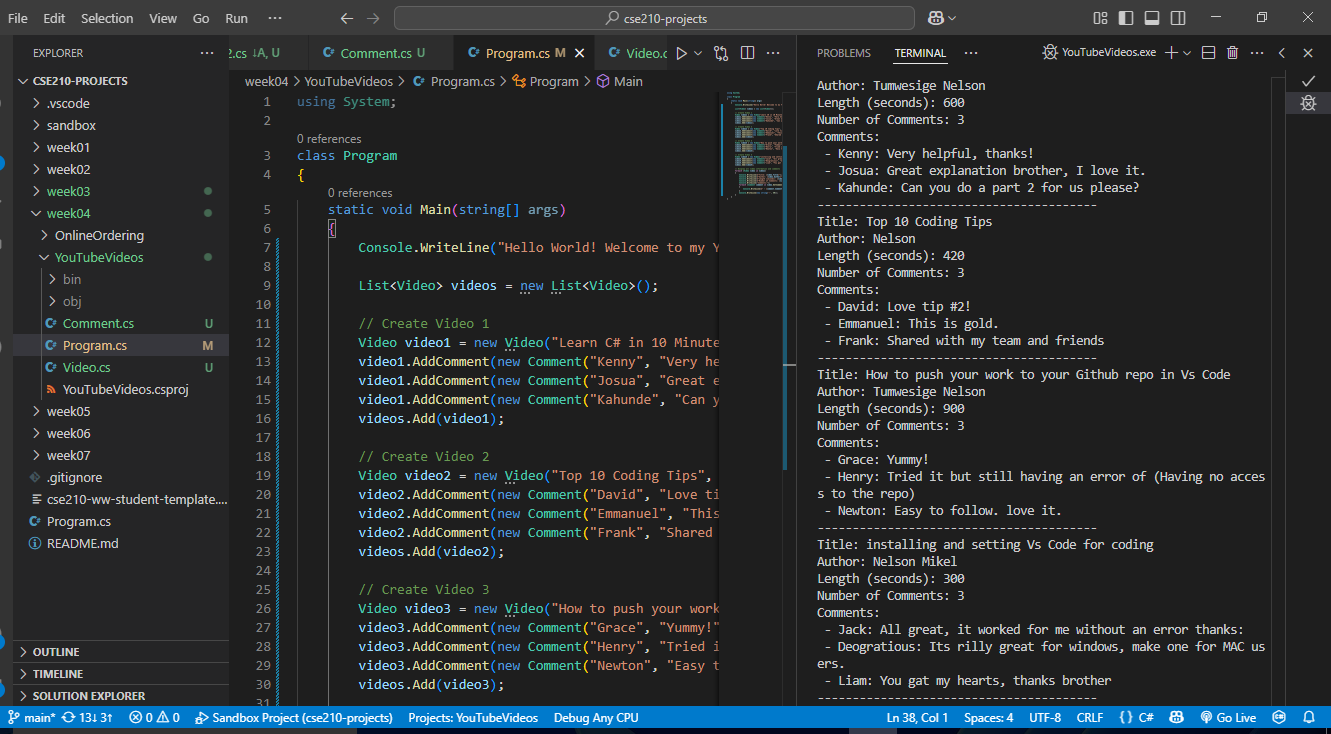 File Edit Selection View Go Run ··· cse210-projects
EXPLORER ···
CSE210-PROJECTS
.vscode
sandbox
week01
week02
week03
week04
OnlineOrdering
YouTubeVideos
bin
obj
Comment.cs U
Program.cs M
Video.cs U
YouTubeVideos.csproj
week05
week06
week07
.gitignore
cse210-ww-student-template....
Program.cs
README.md
OUTLINE
TIMELINE
SOLUTION EXPLORER
2.cs ↓A, U Comment.cs U Program.cs M Video.c
week04 > YouTubeVideos > Program.cs > Program > Main
1 using System;
2
0 references
3 class Program
4 {
0 references
5 static void Main(string[] args)
6 {
7 Console.WriteLine("Hello World! Welcome to my Y
8
9 List<Video> videos = new List<Video>();
10
11 // Create Video 1
12 Video video1 = new Video("Learn C# in 10 Minute
13 video1.AddComment(new Comment("Kenny", "Very he
14 video1.AddComment(new Comment("Josua", "Great e
15 video1.AddComment(new Comment("Kahunde", "Can y
16 videos.Add(video1);
17
18 // Create Video 2
19 Video video2 = new Video("Top 10 Coding Tips",
20 video2.AddComment(new Comment("David", "Love ti
21 video2.AddComment(new Comment("Emmanuel", "This
22 video2.AddComment(new Comment("Frank", "Shared
23 videos.Add(video2);
24
25 // Create Video 3
26 Video video3 = new Video("How to push your work
27 video3.AddComment(new Comment("Grace", "Yummy!"
28 video3.AddComment(new Comment("Henry", "Tried i
29 video3.AddComment(new Comment("Newton", "Easy t
30 videos.Add(video3);
31
PROBLEMS TERMINAL ··· YouTubeVideos.exe
Author: Tumwesige Nelson
Length (seconds): 600
Number of Comments: 3
Comments:
- Kenny: Very helpful, thanks!
- Josua: Great explanation brother, I love it.
- Kahunde: Can you do a part 2 for us please?
----------------------------------------
Title: Top 10 Coding Tips
Author: Nelson
Length (seconds): 420
Number of Comments: 3
Comments:
- David: Love tip #2!
- Emmanuel: This is gold.
- Frank: Shared with my team and friends
----------------------------------------
Title: How to push your work to your Github repo in Vs Code
Author: Tumwesige Nelson
Length (seconds): 900
Number of Comments: 3
Comments:
- Grace: Yummy!
- Henry: Tried it but still having an error of (Having no acces
s to the repo)
- Newton: Easy to follow. love it.
----------------------------------------
Title: installing and setting Vs Code for coding
Author: Nelson Mikel
Length (seconds): 300
Number of Comments: 3
Comments:
- Jack: All great, it worked for me without an error thanks:
- Deogratious: Its rilly great for windows, make one for MAC us
ers.
- Liam: You gat my hearts, thanks brother
----------------------------------------
main* 13↓ 3↑ 0 0 Sandbox Project (cse210-projects) Projects: YouTubeVideos Debug Any CPU Ln 38, Col 1 Spaces: 4 UTF-8 CRLF {} C# Go Live